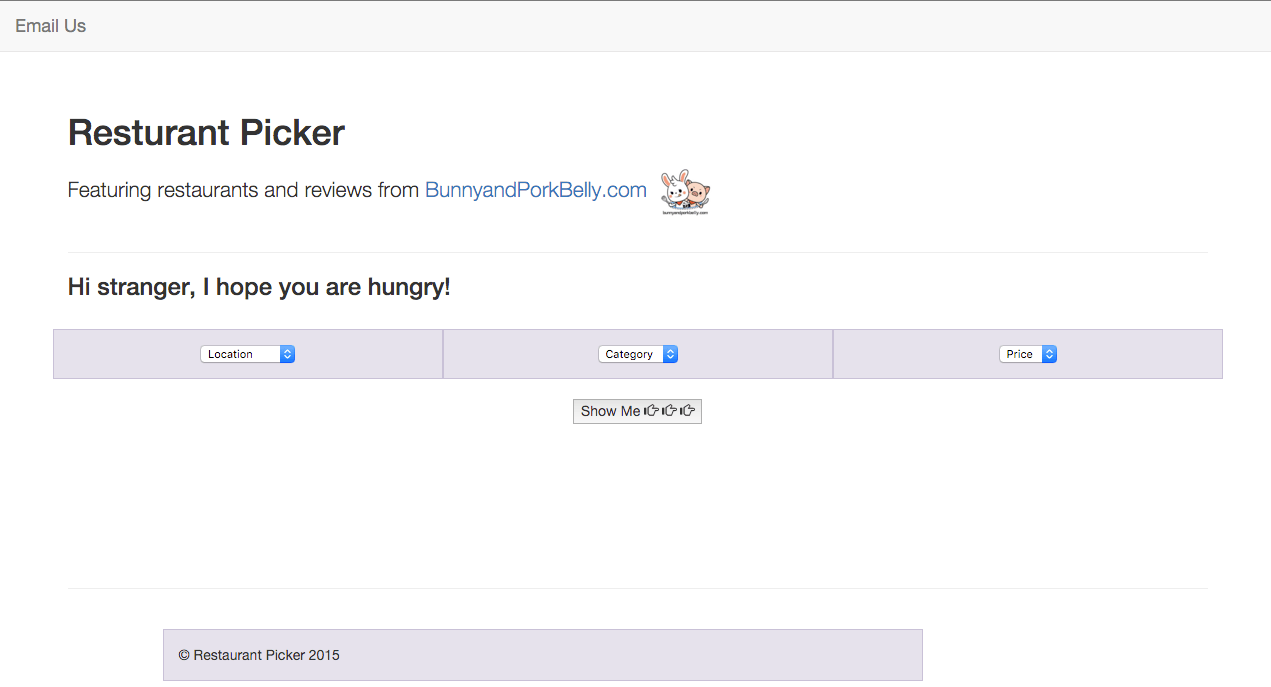 Email Us
Resturant Picker
Featuring restaurants and reviews from BunnyandPorkBelly.com
bunnyandporkbelly.com
Hi stranger, I hope you are hungry!
Location Category Price
Show Me
© Restaurant Picker 2015